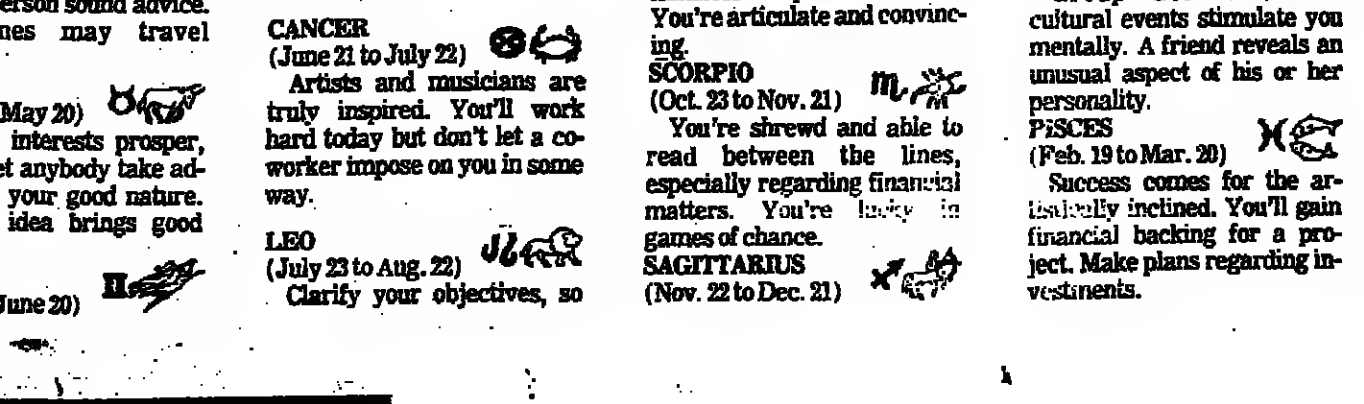 erson sound advice.
nes may travel
May 20)
interests prosper,
et anybody take ad-
your good nature.
idea brings good
June 20)
CANCER
(June 21 to July 22)
Artists and musicians are
truly inspired. You'll work
hard today but don't let a co-
worker impose on you in some
way.
LEO
(July 23 to Aug. 22)
Clarify your objectives, so
You're articulate and convinc-
ing.
SCORPIO
(Oct. 23 to Nov. 21)
You're shrewd and able to
read between the lines,
especially regarding financial
matters. You're lucky in
games of chance.
SAGITTARIUS
(Nov. 22 to Dec. 21)
cultural events stimulate you
mentally. A friend reveals an
unusual aspect of his or her
personality.
PISCES
(Feb. 19 to Mar. 20)
Success comes for the ar-
tistically inclined. You'll gain
financial backing for a pro-
ject. Make plans regarding in-
vestments.